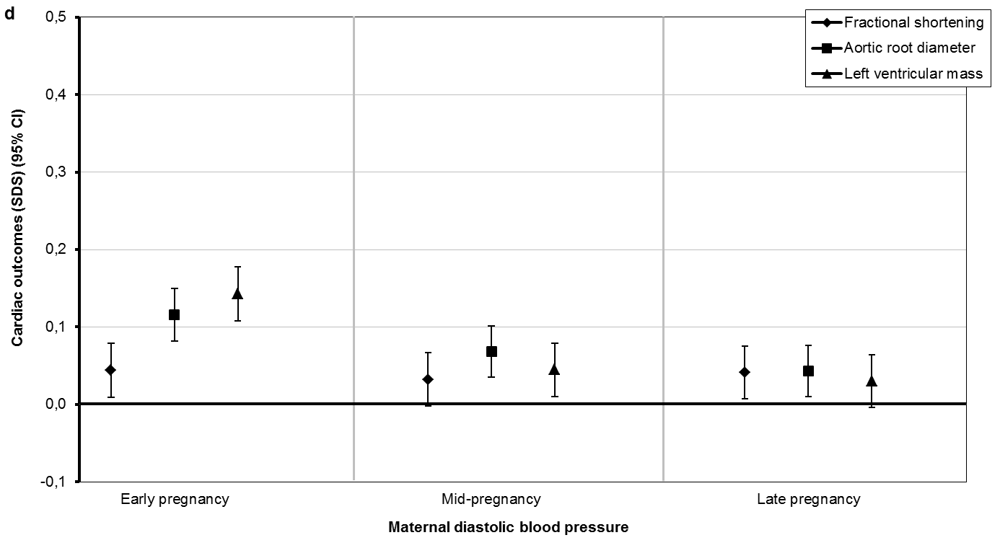 d
Fractional shortening
Aortic root diameter
Left ventricular mass
Cardiac outcomes (SDS) (95% CI)
0,5
0,4
0,3
0,2
0,1
0,0
-0,1
Early pregnancy
Mid-pregnancy
Late pregnancy
Maternal diastolic blood pressure